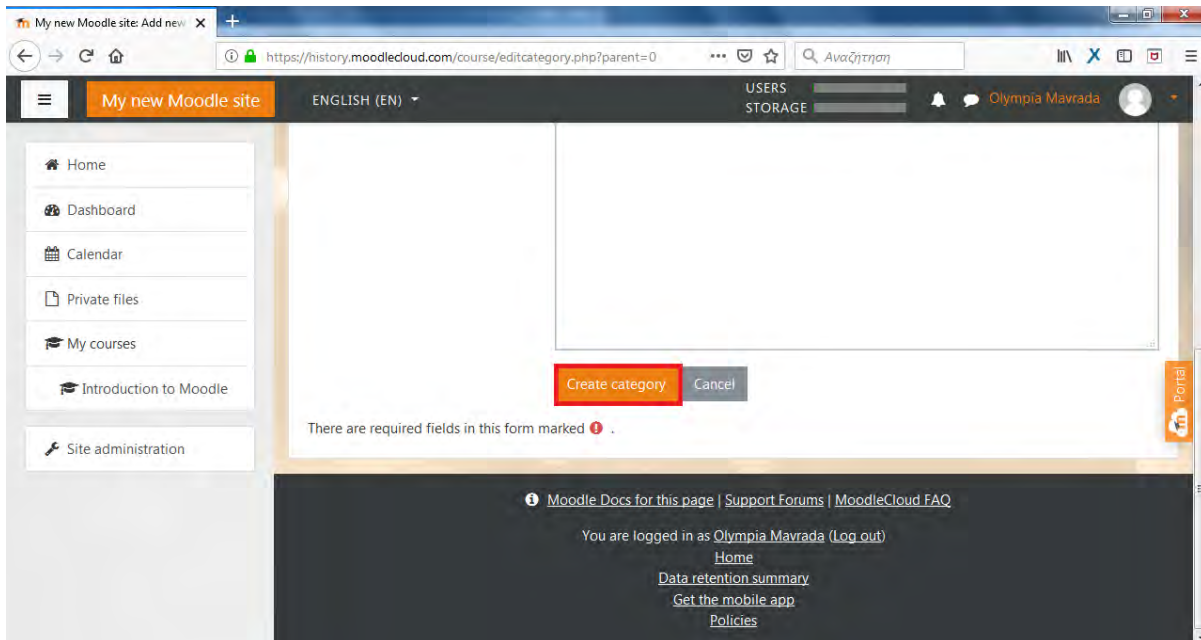 My new Moodle site: Add new
https://history.moodlecloud.com/course/editcategory.php?parent=0
Αναζήτηση
My new Moodle site
ENGLISH (EN)
USERS
STORAGE
Olympia Mavrada
Home
Dashboard
Calendar
Private files
My courses
Introduction to Moodle
Site administration
Create category
Cancel
There are required fields in this form marked .
Portal
Moodle Docs for this page | Support Forums | MoodleCloud FAQ
You are logged in as Olympia Mavrada (Log out)
Home
Data retention summary
Get the mobile app
Policies